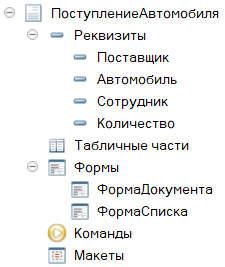 ПоступлениеАвтомобиля
Реквизиты
Поставщик
Автомобиль
Сотрудник
Количество
Табличные части
Формы
ФормаДокумента
ФормаСписка
Команды
Макеты